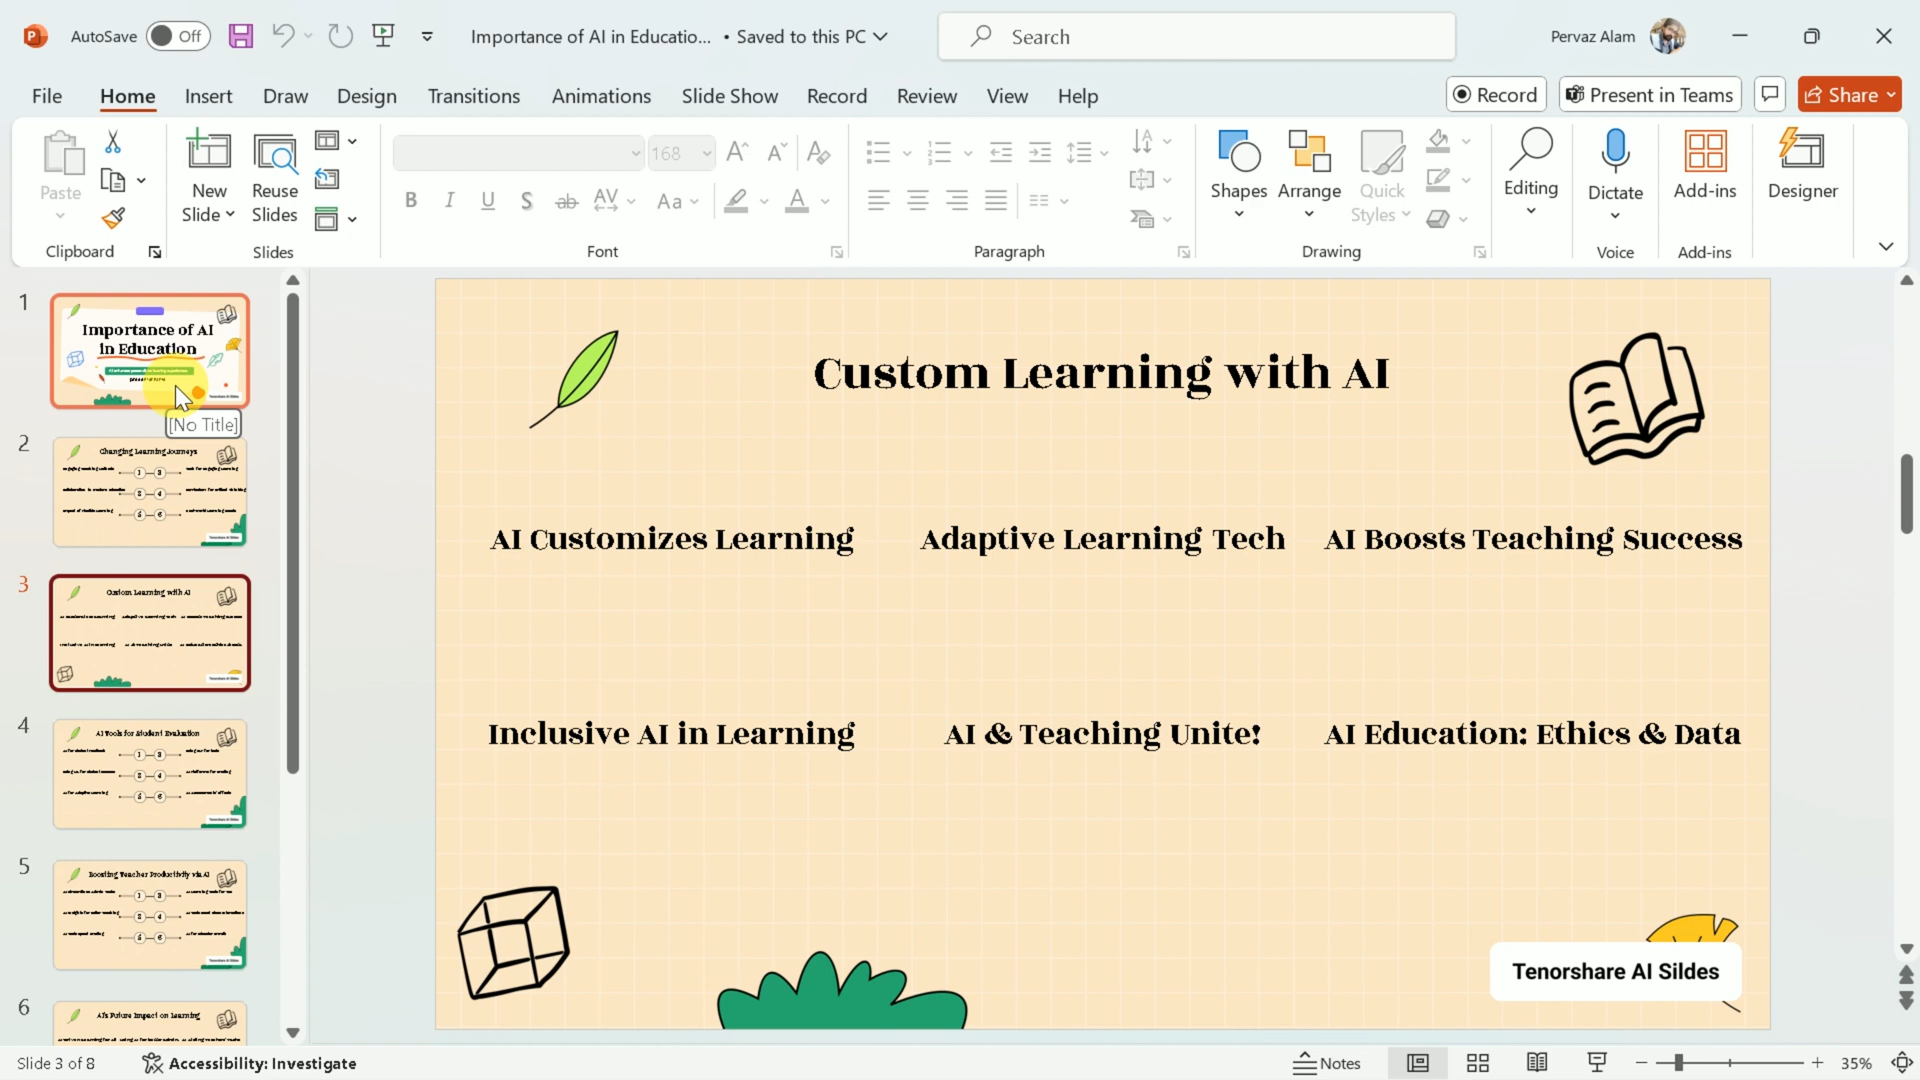 AutoSave Off Importance of AI in Educatio... • Saved to this PC Search Pervaz Alam
File Home Insert Draw Design Transitions Animations Slide Show Record Review View Help Record Present in Teams Share
Paste
New
Slide
Reuse
Slides
168
Shapes Arrange Quick
Styles
Editing Dictate Add-ins Designer
Clipboard Slides Font Paragraph Drawing Voice Add-ins
1
Importance of AI
in Education
[No Title]
2
Changing Learning Journeys
3
Custom Learning with AI
4
AI Tools for Student Evaluation
5
Boosting Teacher Productivity via AI
6
AI's Future Impact on Learning
Custom Learning with AI
AI Customizes Learning Adaptive Learning Tech AI Boosts Teaching Success
Inclusive AI in Learning AI & Teaching Unite! AI Education: Ethics & Data
Tenorshare AI Sildes
Slide 3 of 8 Accessibility: Investigate Notes 35%